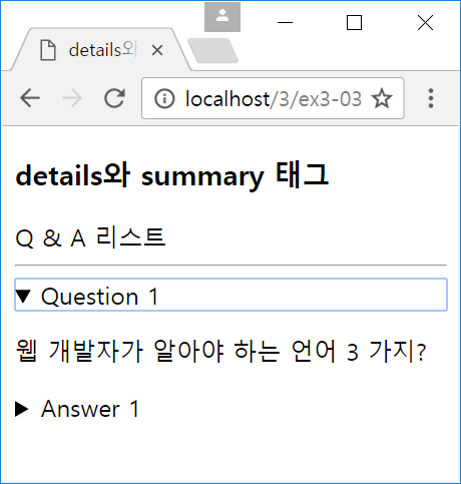 details와
localhost/3/ex3-03
details와 summary 태그
Q & A 리스트
Question 1
웹 개발자가 알아야 하는 언어 3 가지?
Answer 1